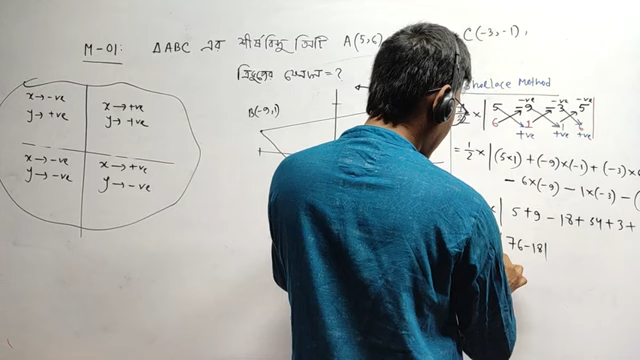 M-01: ΔABC এর শীর্ষবিন্দু তিনটি A(5,6) C(-3,-1),
ত্রিভুজের ক্ষেত্রফল = ?
Shoelace Method
x → -ve
y → +ve
x → +ve
y → +ve
x → -ve
y → -ve
x → +ve
y → -ve
B(-9,1)
-ve -ve -ve
1/2 × | 5 -9 -3 5
6 1 -1 6 |
+ve +ve +ve
= 1/2 × | (5×1) + (-9)×(-1) + (-3)×6
- 6×(-9) - 1×(-3) - (
× | 5+9-18+54+3+
76-18|